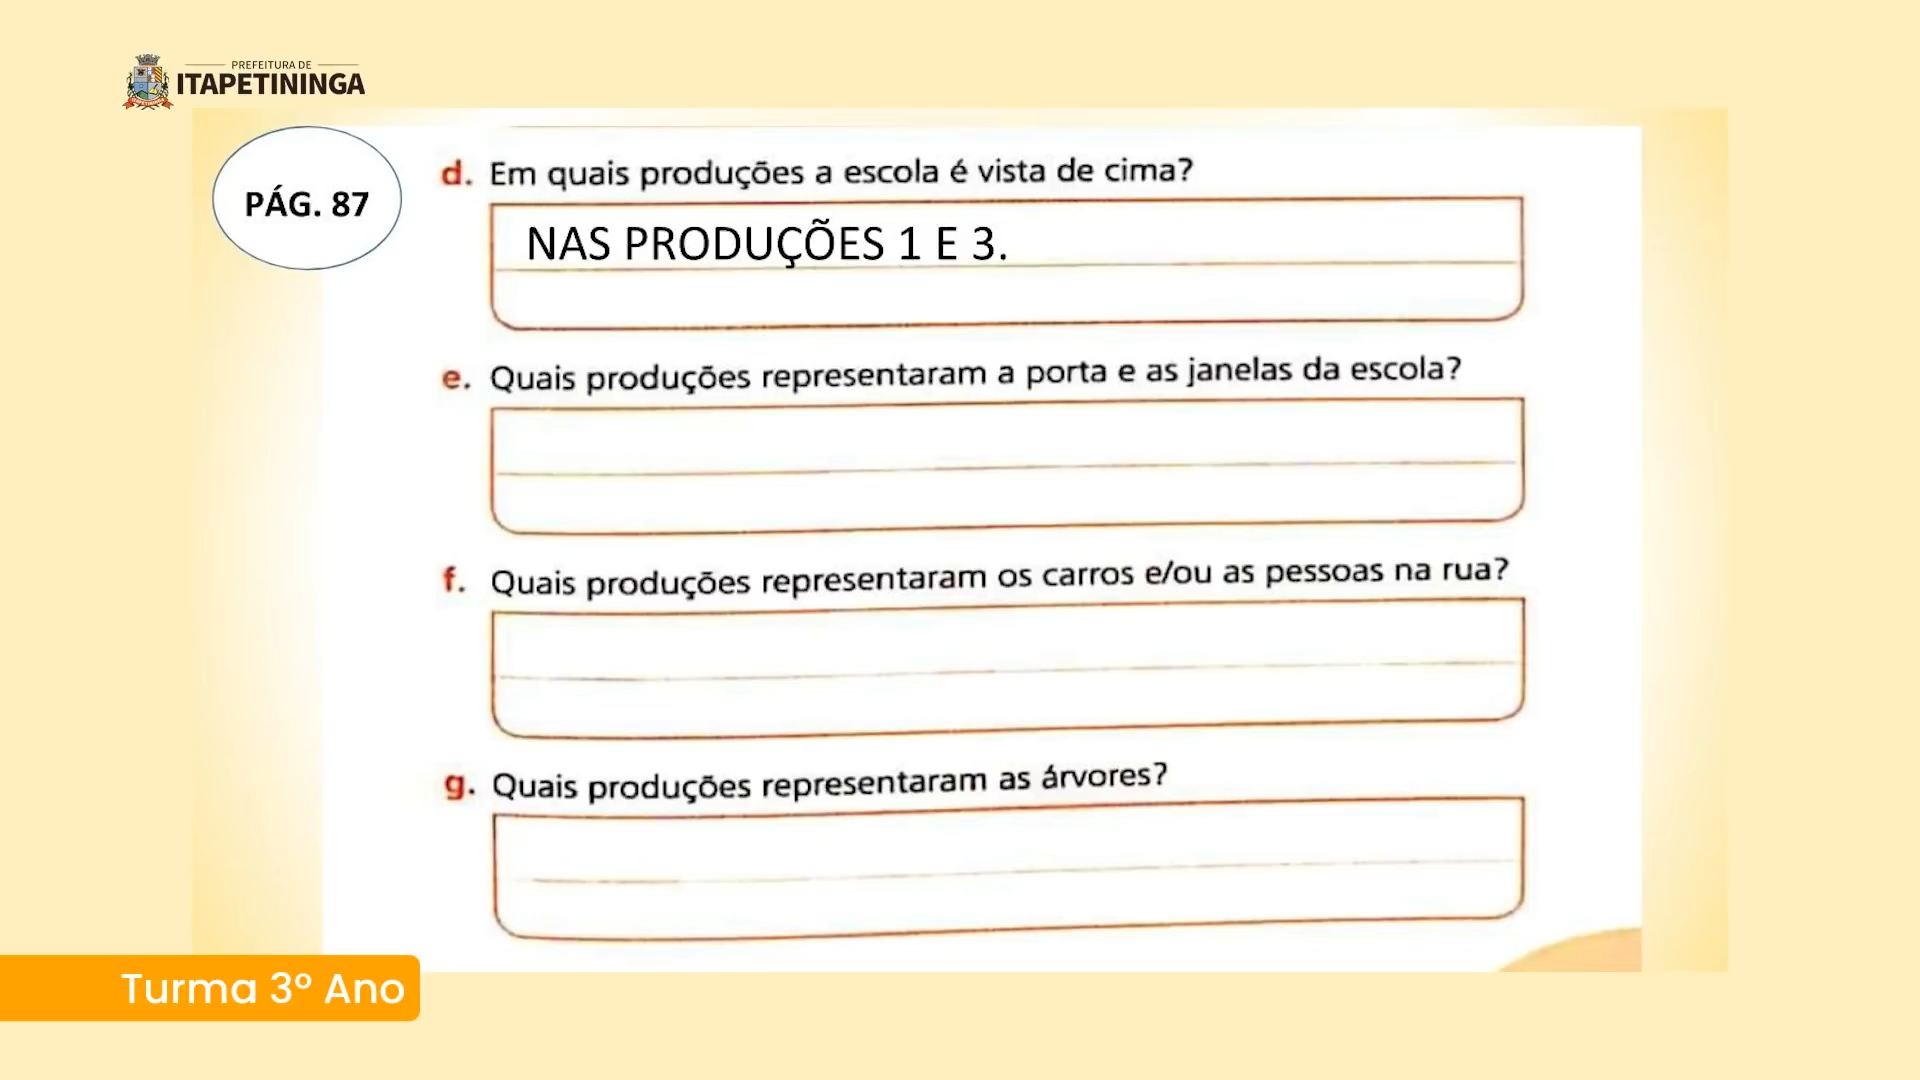 PREFEITURA DE
ITAPETININGA
PÁG. 87
d. Em quais produções a escola é vista de cima?
NAS PRODUÇÕES 1 E 3.
e. Quais produções representaram a porta e as janelas da escola?
f. Quais produções representaram os carros e/ou as pessoas na rua?
g. Quais produções representaram as árvores?
Turma 3º Ano